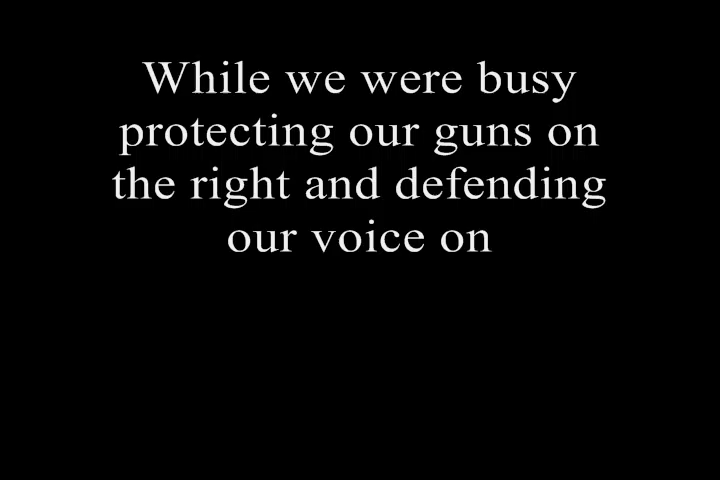 While we were busy
protecting our guns on
the right and defending
our voice on